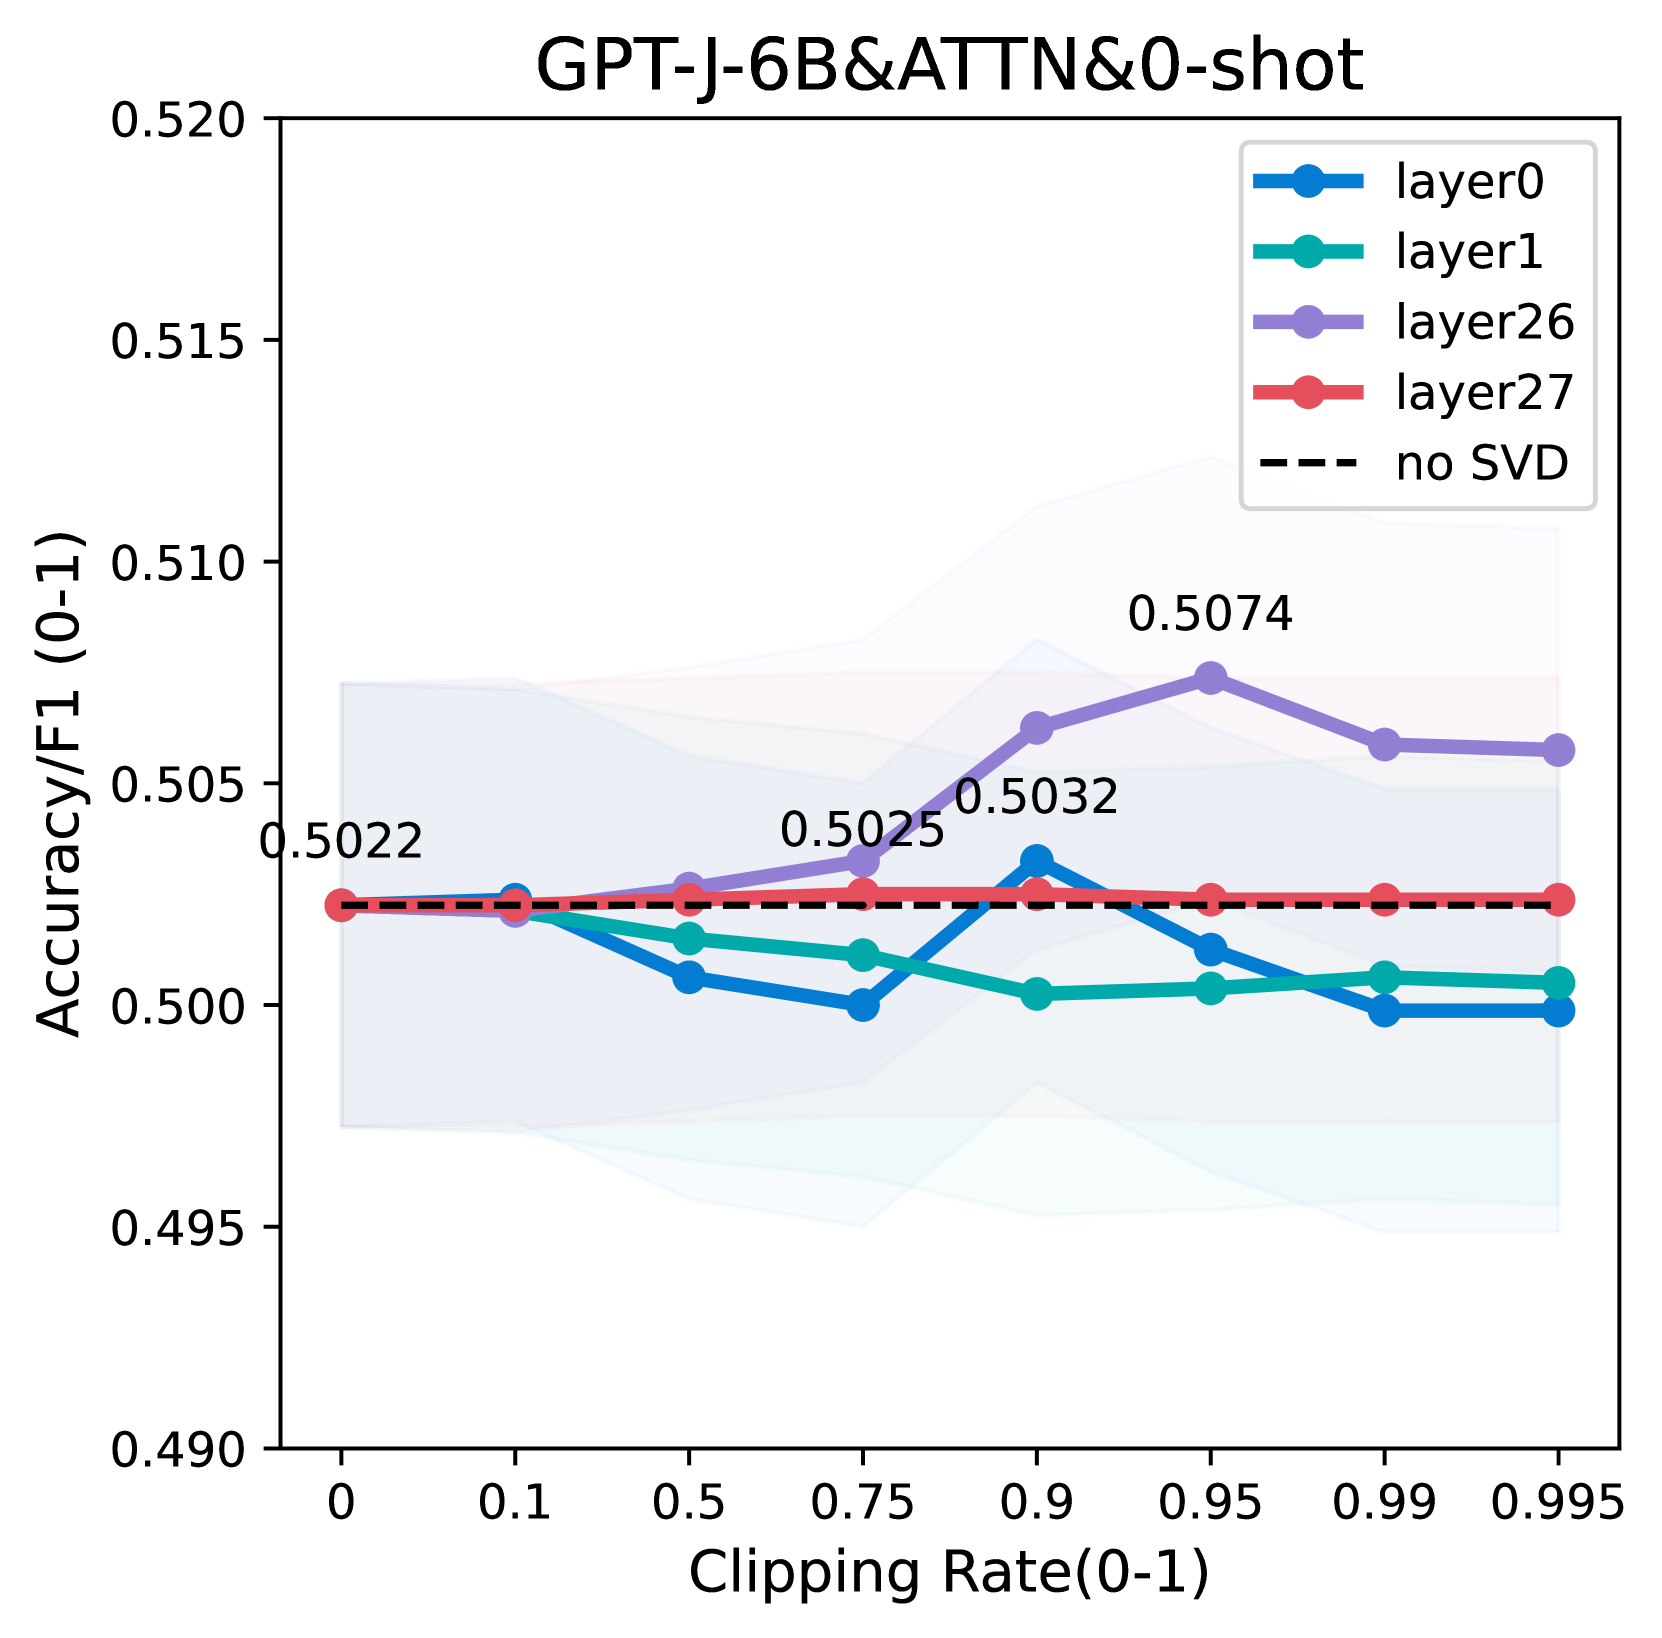 GPT-J-6B&ATTN&0-shot
0.520
0.515
0.510
0.505
0.500
0.495
0.490
Accuracy/F1 (0-1)
layer0
layer1
layer26
layer27
no SVD
0.5074
0.5032
0.5025
0.5022
0 0.1 0.5 0.75 0.9 0.95 0.99 0.995
Clipping Rate(0-1)